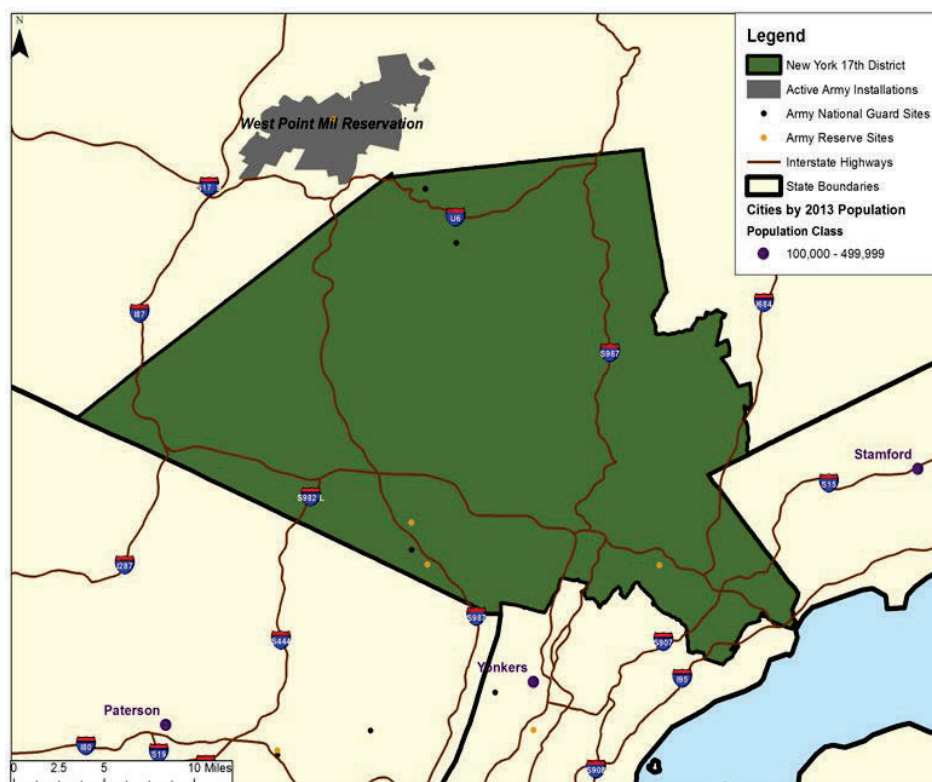 N
Legend
New York 17th District
Active Army Installations
Army National Guard Sites
Army Reserve Sites
Interstate Highways
State Boundaries
Cities by 2013 Population
Population Class
100,000 - 499,999
West Point Mil Reservation
S17
U6
I87
I684
S987
Stamford
S15
S982 L
I287
S987
S444
S907
Yonkers
I95
Paterson
I80
S19
S908
0 2.5 5 10 Miles